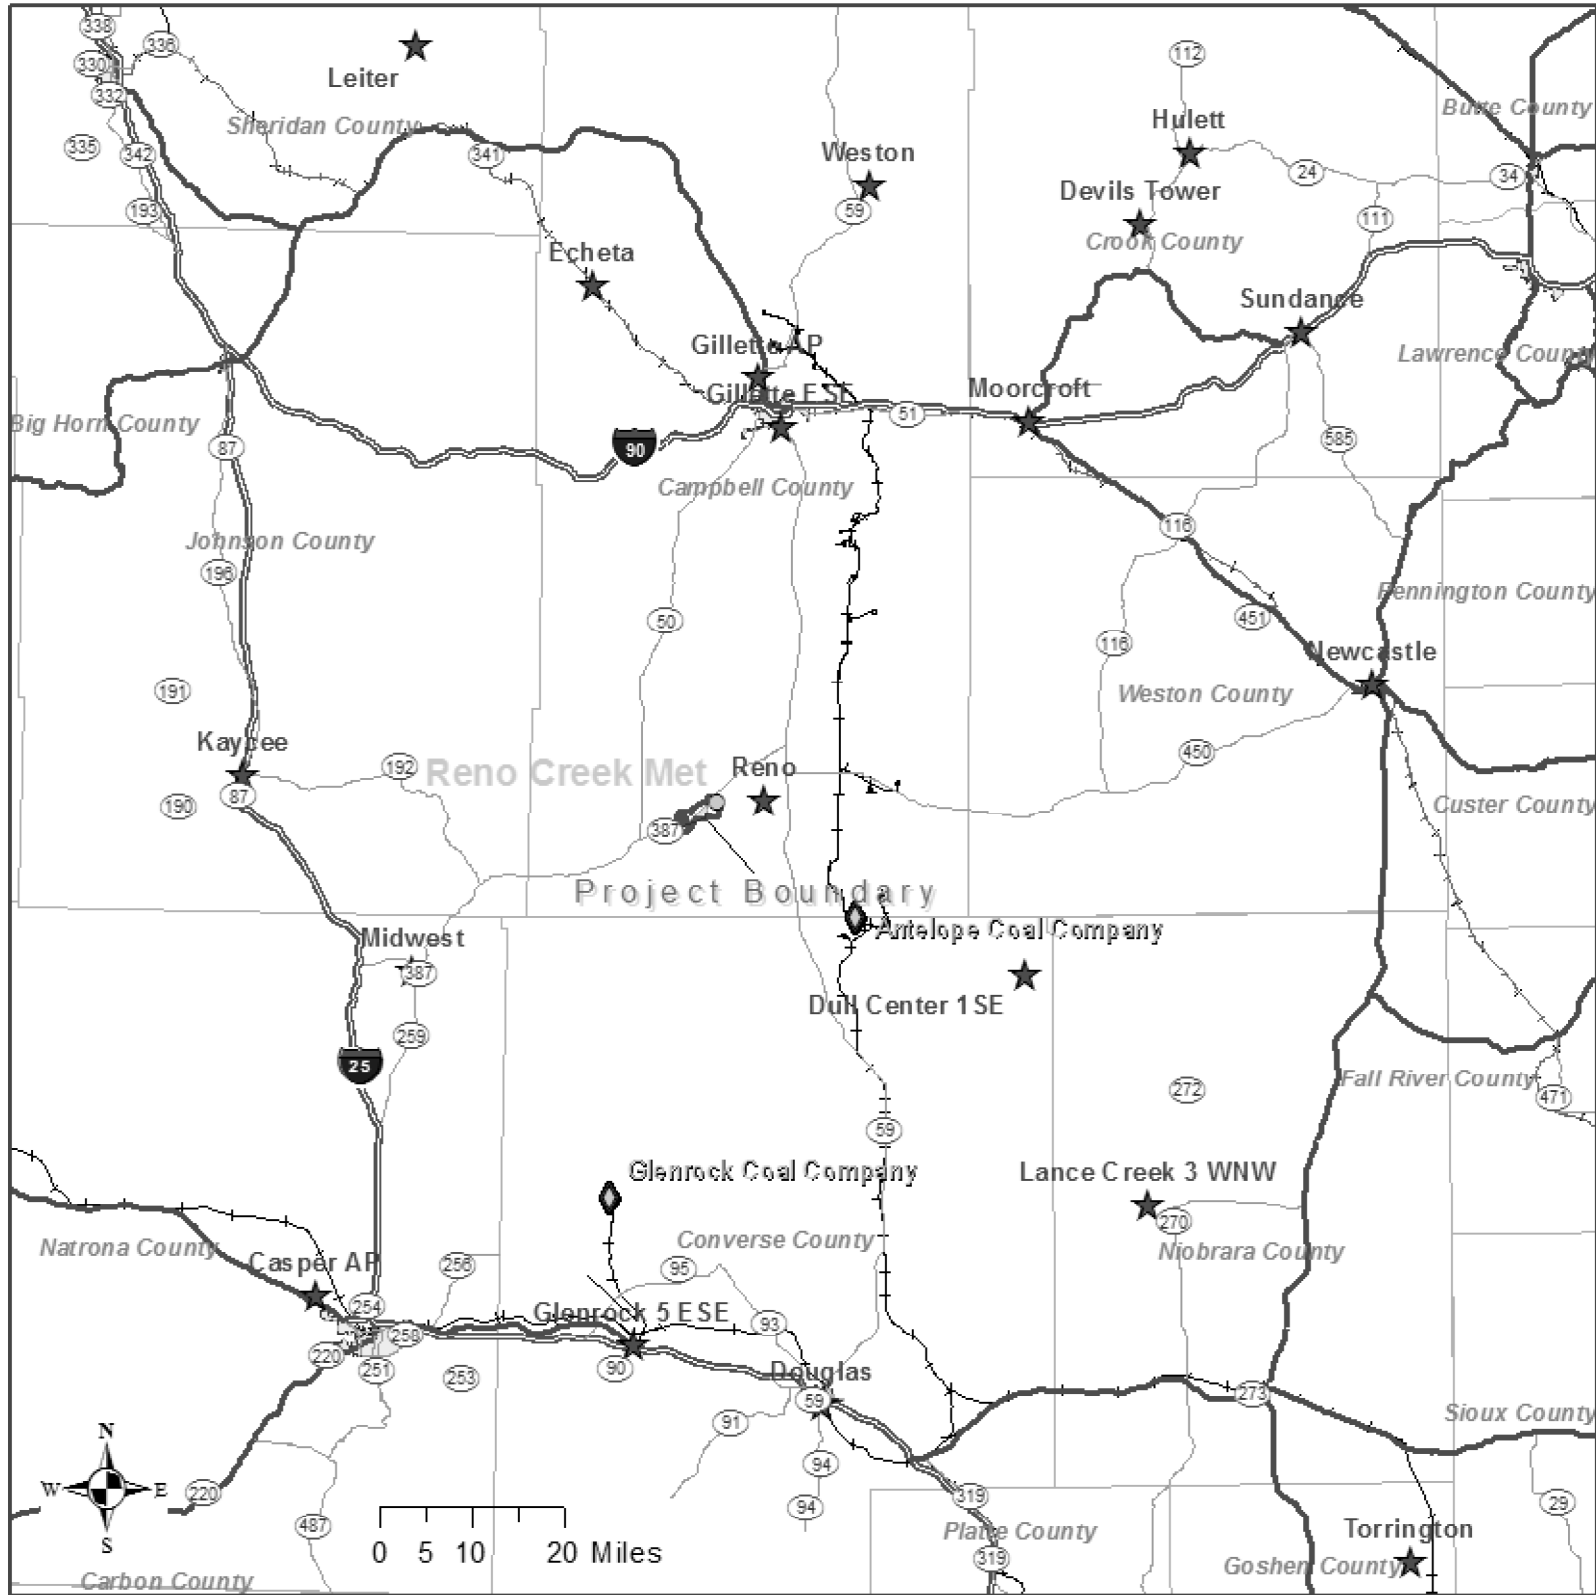 338
336
330
Leiter
332
112
Butte County
Hulett
Sheridan County
335
342
341
Weston
24
34
Devils Tower
193
59
111
Crook County
Echeta
Sundance
Gillette AP
Lawrence County
Gillette ESE
Moorcroft
51
Big Horn County
87
90
585
Campbell County
116
Johnson County
196
Pennington County
50
451
116
Newcastle
191
Weston County
Kaycee
450
192
Reno Creek Met
Reno
87
190
Custer County
387
Project Boundary
Antelope Coal Company
Midwest
387
Dull Center 1SE
259
25
Fall River County
272
471
59
Glenrock Coal Company
Lance Creek 3 WNW
270
Natrona County
Converse County
Niobrara County
Casper AP
256
95
254
Glenrock 5 ESE
93
258
220
251
90
253
Douglas
59
273
Sioux County
91
94
N
W E
S
220
94
319
29
487
0 5 10 20 Miles
Platte County
Torrington
319
Goshen County
Carbon County